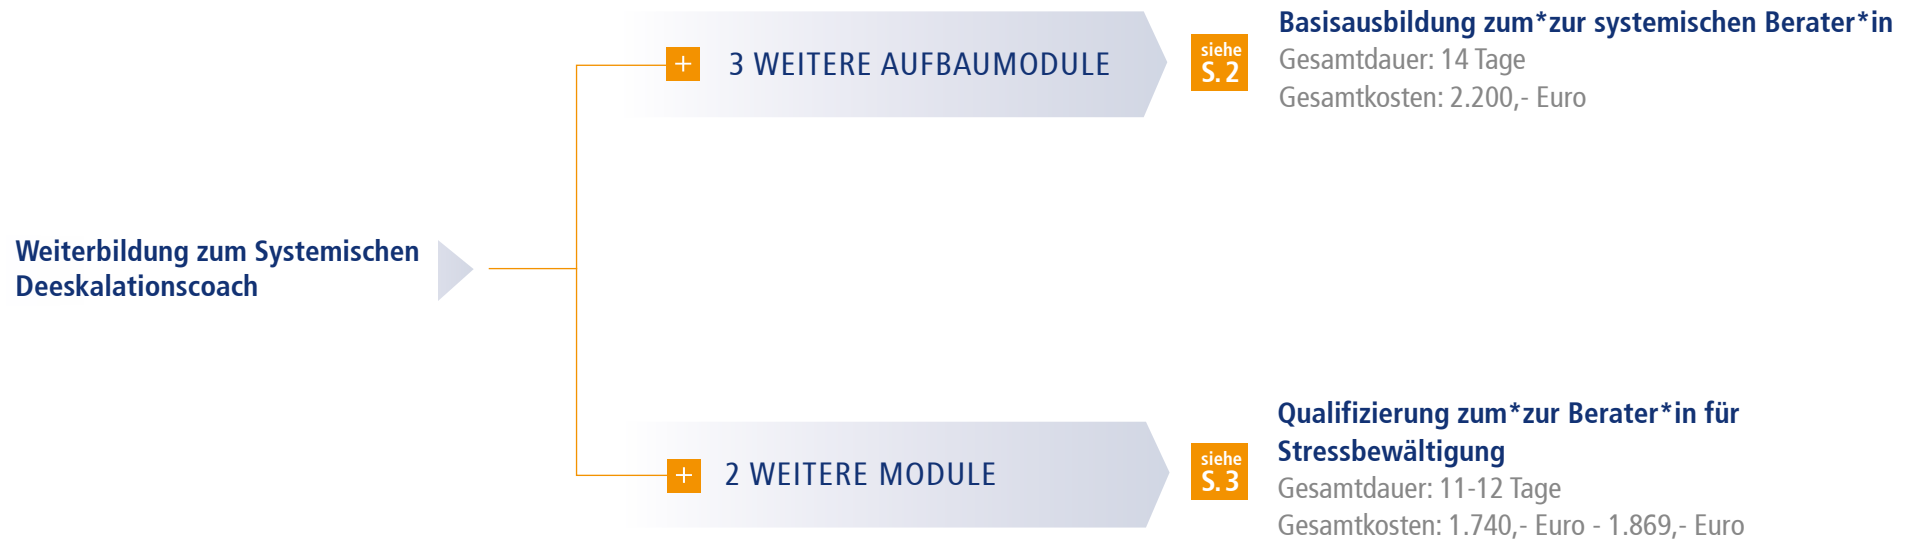 Weiterbildung zum Systemischen
Deeskalationscoach
+
3 WEITERE AUFBAUMODULE
siehe
S. 2
Basisausbildung zum*zur systemischen Berater*in
Gesamtdauer: 14 Tage
Gesamtkosten: 2.200,- Euro
+
2 WEITERE MODULE
siehe
S. 3
Qualifizierung zum*zur Berater*in für
Stressbewältigung
Gesamtdauer: 11-12 Tage
Gesamtkosten: 1.740,- Euro - 1.869,- Euro